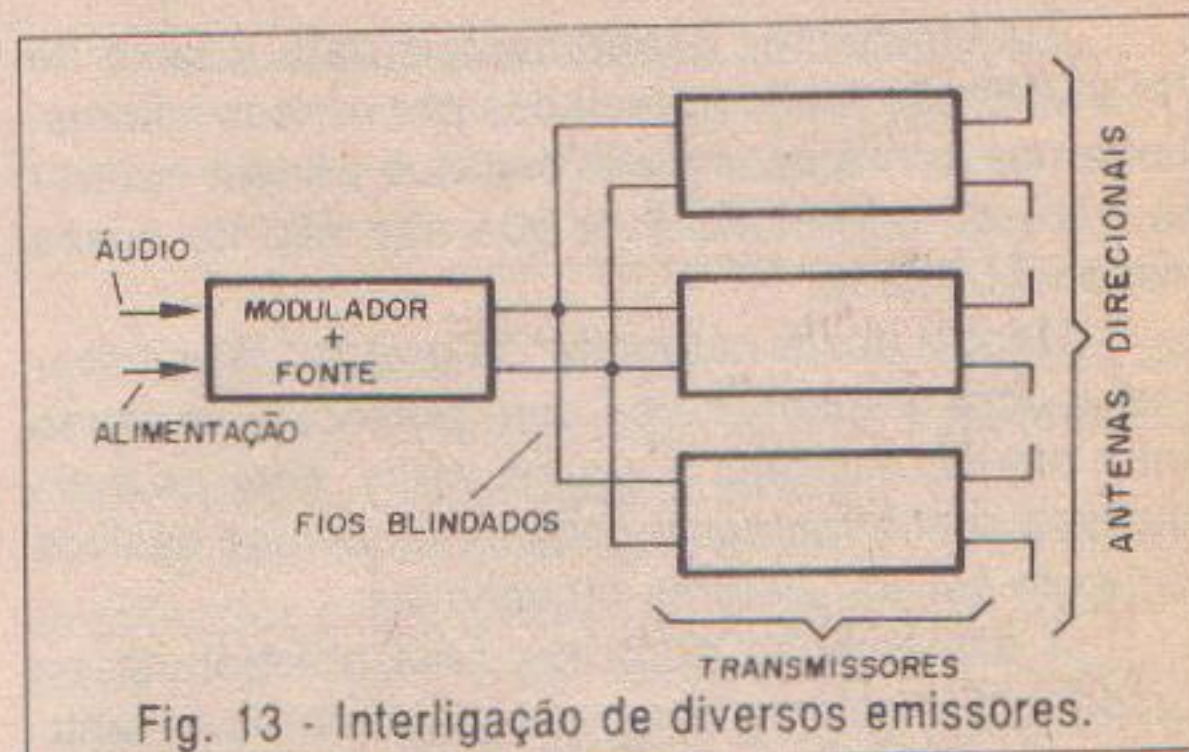 ÁUDIO
MODULADOR
+
FONTE
ALIMENTAÇÃO
FIOS BLINDADOS
ANTENAS DIRECIONAIS
TRANSMISSORES
Fig. 13 - Interligação de diversos emissores.